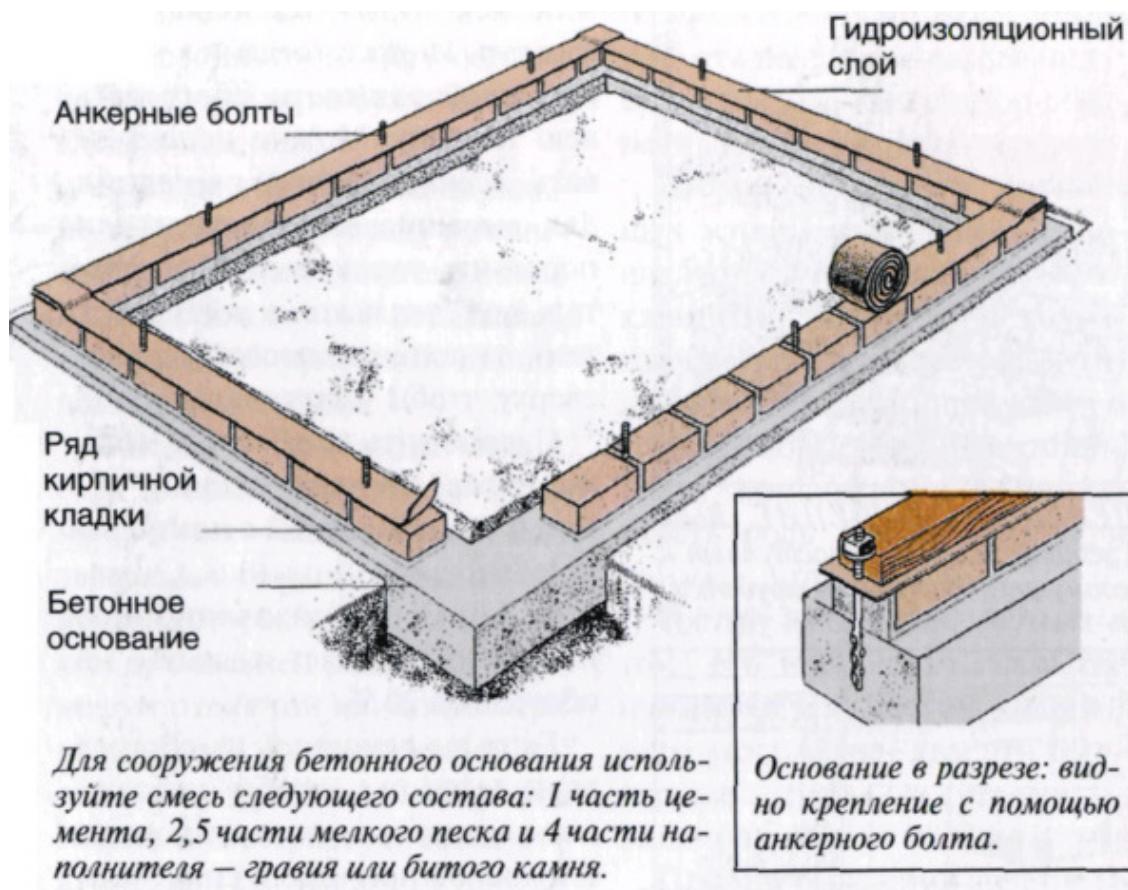 Гидроизоляционный
слой
Анкерные болты
Ряд
кирпичной
кладки
Бетонное
основание
Для сооружения бетонного основания исполь-
зуйте смесь следующего состава: 1 часть це-
мента, 2,5 части мелкого песка и 4 части на-
полнителя — гравия или битого камня.
Основание в разрезе: вид-
но крепление с помощью
анкерного болта.